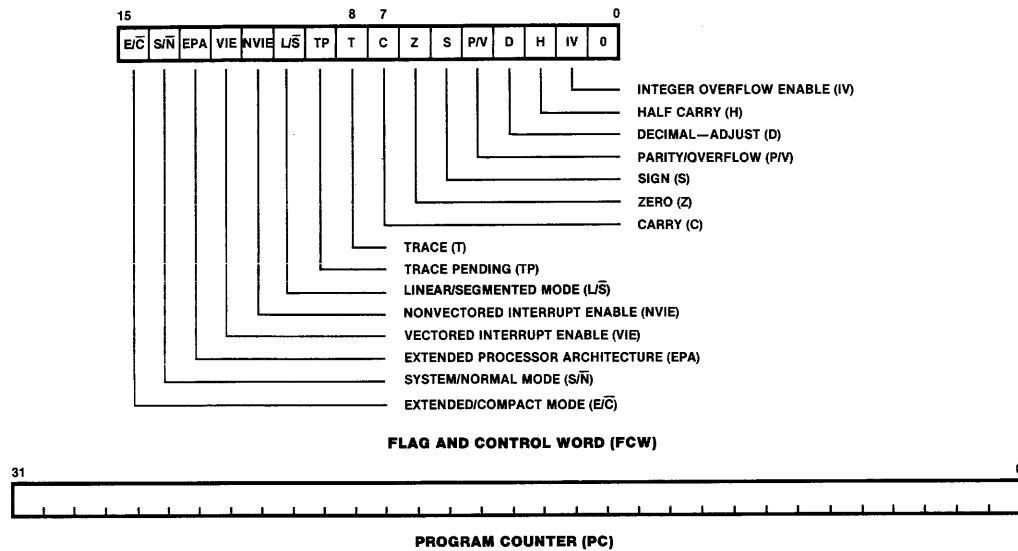 15 8 7 0
E/C̅ S/N̅ EPA VIE NVIE L/S̅ TP T C Z S P/V D H IV 0
INTEGER OVERFLOW ENABLE (IV)
HALF CARRY (H)
DECIMAL—ADJUST (D)
PARITY/OVERFLOW (P/V)
SIGN (S)
ZERO (Z)
CARRY (C)
TRACE (T)
TRACE PENDING (TP)
LINEAR/SEGMENTED MODE (L/S̅)
NONVECTORED INTERRUPT ENABLE (NVIE)
VECTORED INTERRUPT ENABLE (VIE)
EXTENDED PROCESSOR ARCHITECTURE (EPA)
SYSTEM/NORMAL MODE (S/N̅)
EXTENDED/COMPACT MODE (E/C̅)
FLAG AND CONTROL WORD (FCW)
31 0
PROGRAM COUNTER (PC)